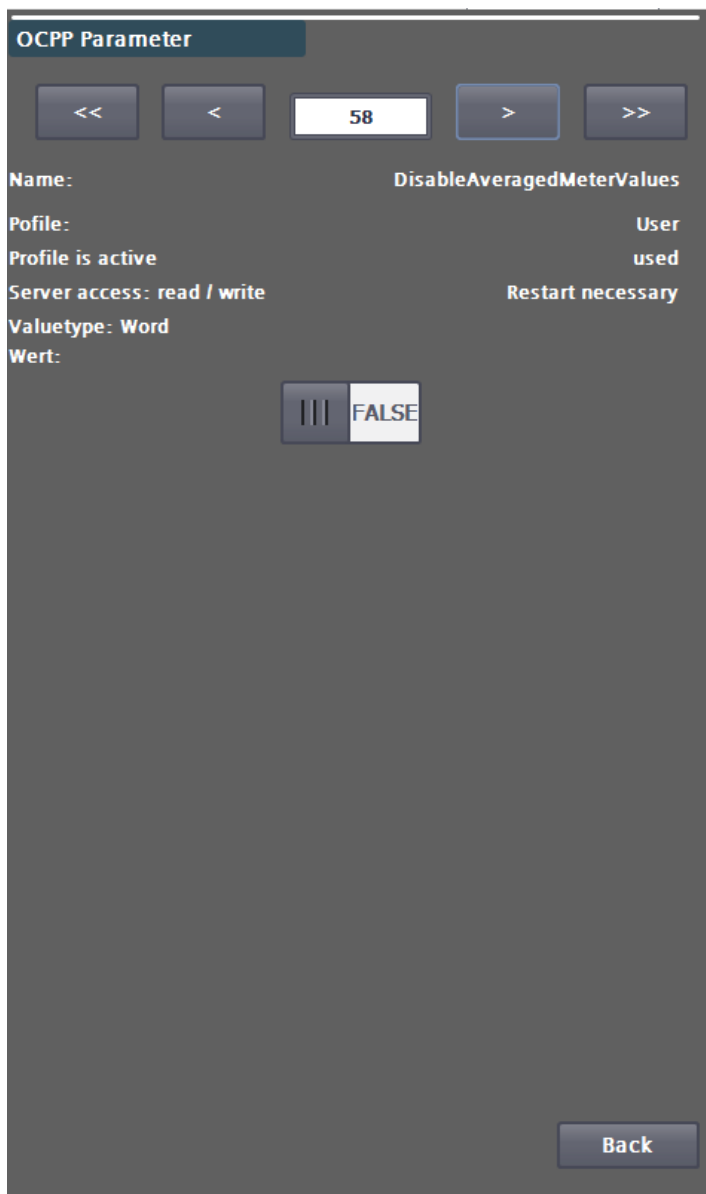 OCPP Parameter
<< < 58 > >>
Name: DisableAveragedMeterValues
Pofile: User
Profile is active used
Server access: read / write Restart necessary
Valuetype: Word
Wert:
FALSE
Back